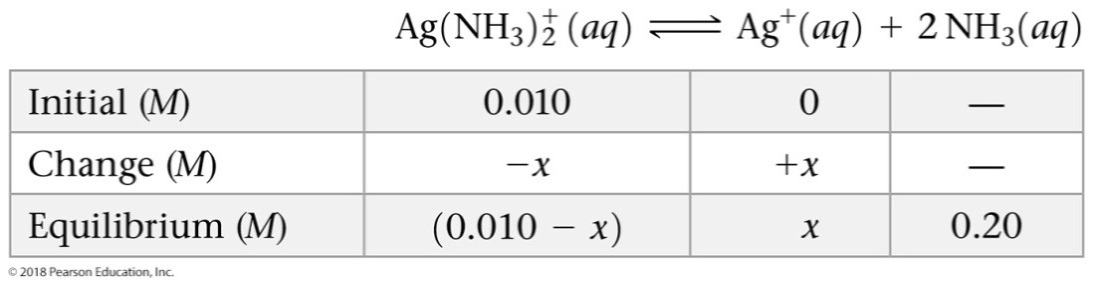 Ag(NH₃)₂⁺ (aq) ⇌ Ag⁺(aq) + 2 NH₃(aq)
Initial (M) 0.010 0 —
Change (M) −x +x —
Equilibrium (M) (0.010 − x) x 0.20
© 2018 Pearson Education, Inc.